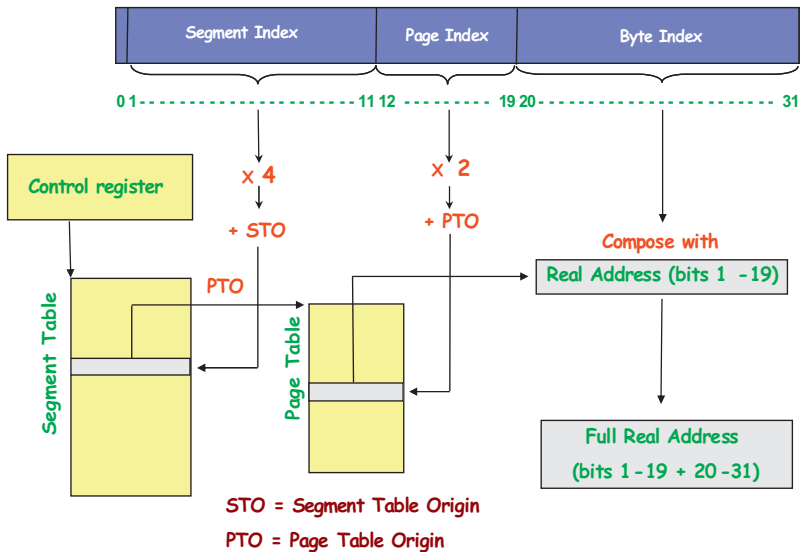 Segment Index Page Index Byte Index
0 1 - - - - - - - - - - - - - - - - - - - - - - - - - 11 12 - - - - - - - - - - - - 19 20 - - - - - - - - - - - - - - - - - - - - - - - - - - - - 31
Control register
x 4
x 2
+ STO
+ PTO
Compose with
Real Address (bits 1 -19)
PTO
Segment Table
Page Table
Full Real Address
(bits 1 -19 + 20 -31)
STO = Segment Table Origin
PTO = Page Table Origin